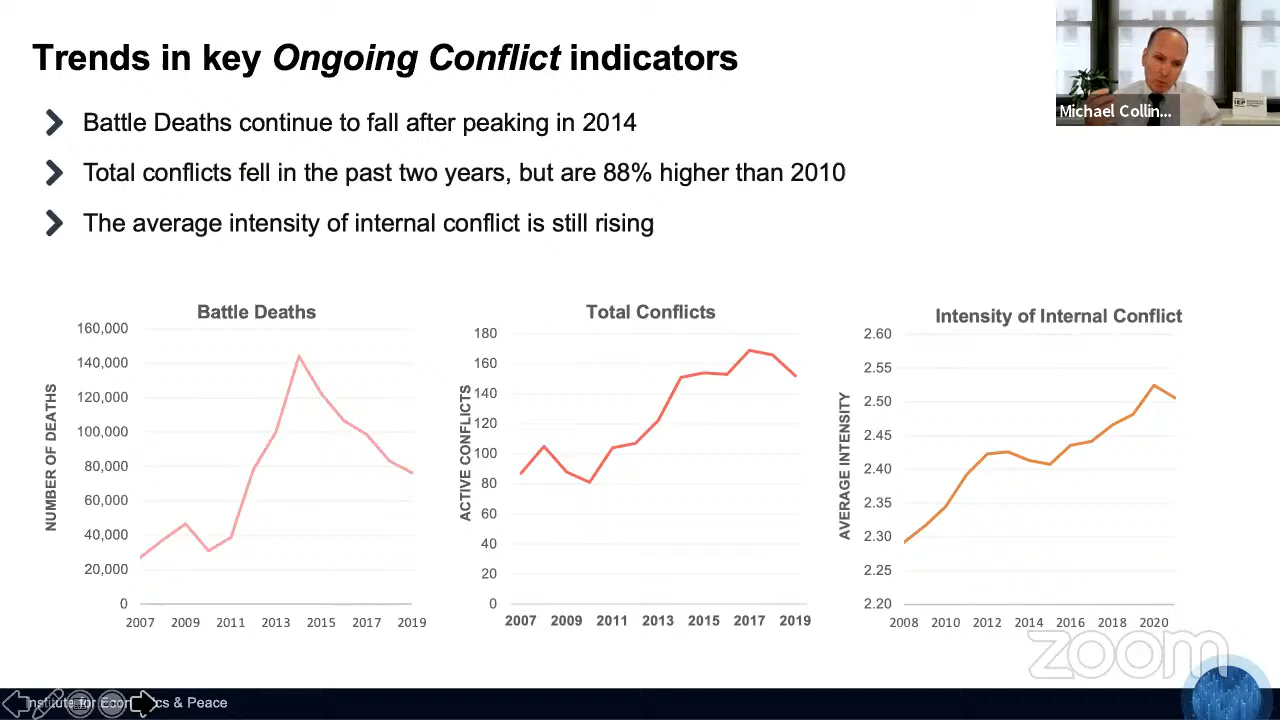 Trends in key Ongoing Conflict indicators
Battle Deaths continue to fall after peaking in 2014
Total conflicts fell in the past two years, but are 88% higher than 2010
The average intensity of internal conflict is still rising
Michael Collin...
IEP
Battle Deaths
NUMBER OF DEATHS
160,000
140,000
120,000
100,000
80,000
60,000
40,000
20,000
0
2007 2009 2011 2013 2015 2017 2019
Total Conflicts
ACTIVE CONFLICTS
180
160
140
120
100
80
60
40
20
0
2007 2009 2011 2013 2015 2017 2019
Intensity of Internal Conflict
AVERAGE INTENSITY
2.60
2.55
2.50
2.45
2.40
2.35
2.30
2.25
2.20
2008 2010 2012 2014 2016 2018 2020
zoom
Institute for Economics & Peace